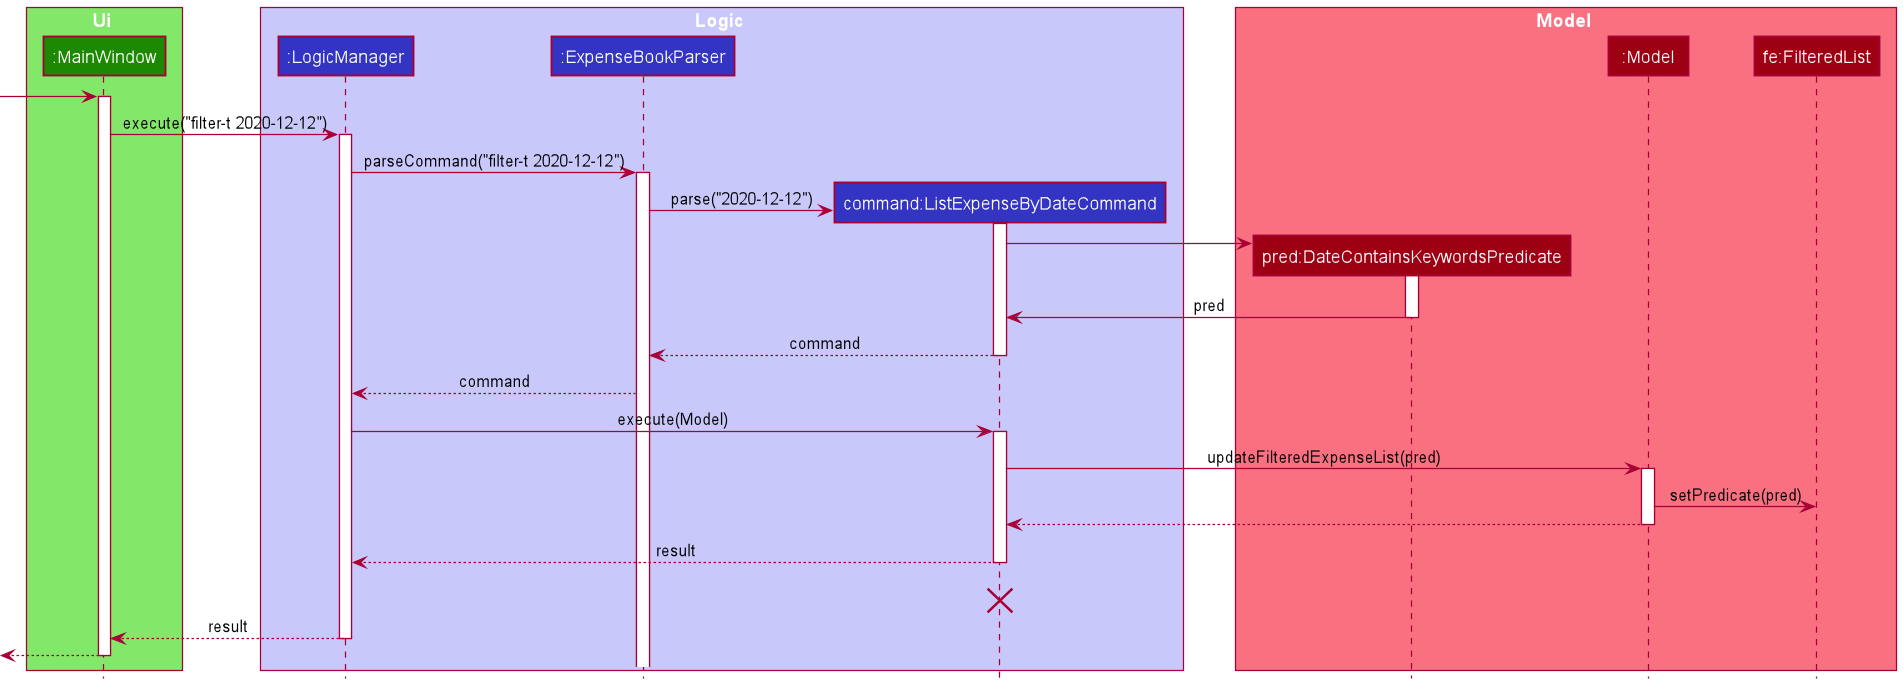 Ui
Logic
Model
:MainWindow
:LogicManager
:ExpenseBookParser
:Model
fe:FilteredList
execute("filter-t 2020-12-12")
parseCommand("filter-t 2020-12-12")
parse("2020-12-12")
command:ListExpenseByDateCommand
pred:DateContainsKeywordsPredicate
pred
command
command
execute(Model)
updateFilteredExpenseList(pred)
setPredicate(pred)
result
result